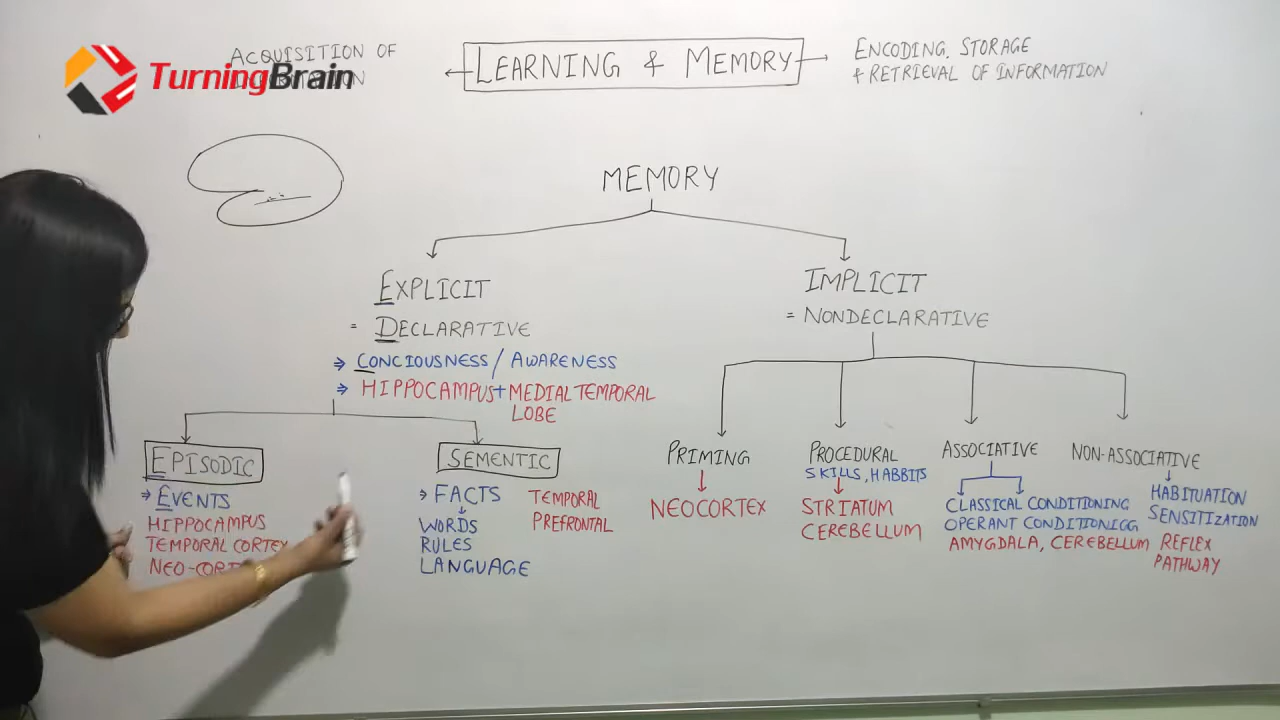 ACQUISITION OF
TurningBrain
LEARNING & MEMORY
ENCODING, STORAGE
+ RETRIEVAL OF INFORMATION
MEMORY
EXPLICIT
= DECLARATIVE
⇒ CONCIOUSNESS / AWARENESS
⇒ HIPPOCAMPUS + MEDIAL TEMPORAL
LOBE
IMPLICIT
= NONDECLARATIVE
EPISODIC
⇒ EVENTS
HIPPOCAMPUS
TEMPORAL CORTEX
SEMENTIC
⇒ FACTS
WORDS
RULES
LANGUAGE
TEMPORAL
PREFRONTAL
PRIMING
NEOCORTEX
PROCEDURAL
SKILLS, HABBITS
STRIATUM
CEREBELLUM
ASSOCIATIVE
CLASSICAL CONDITIONING
OPERANT CONDITIONIGG
AMYGDALA, CEREBELLUM
NON-ASSOCIATIVE
HABITUATION
SENSITIZATION
REFLEX
PATHWAY